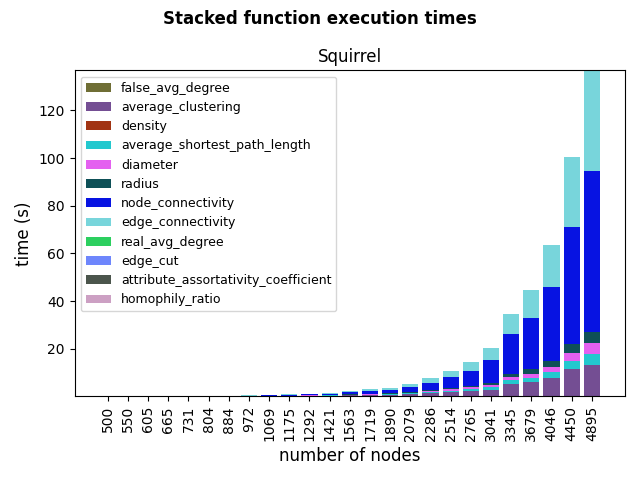 Stacked function execution times
Squirrel
false_avg_degree
average_clustering
density
average_shortest_path_length
diameter
radius
node_connectivity
edge_connectivity
real_avg_degree
edge_cut
attribute_assortativity_coefficient
homophily_ratio
time (s)
120
100
80
60
40
20
500
550
605
665
731
804
884
972
1069
1175
1292
1421
1563
1719
1890
2079
2286
2514
2765
3041
3345
3679
4046
4450
4895
number of nodes